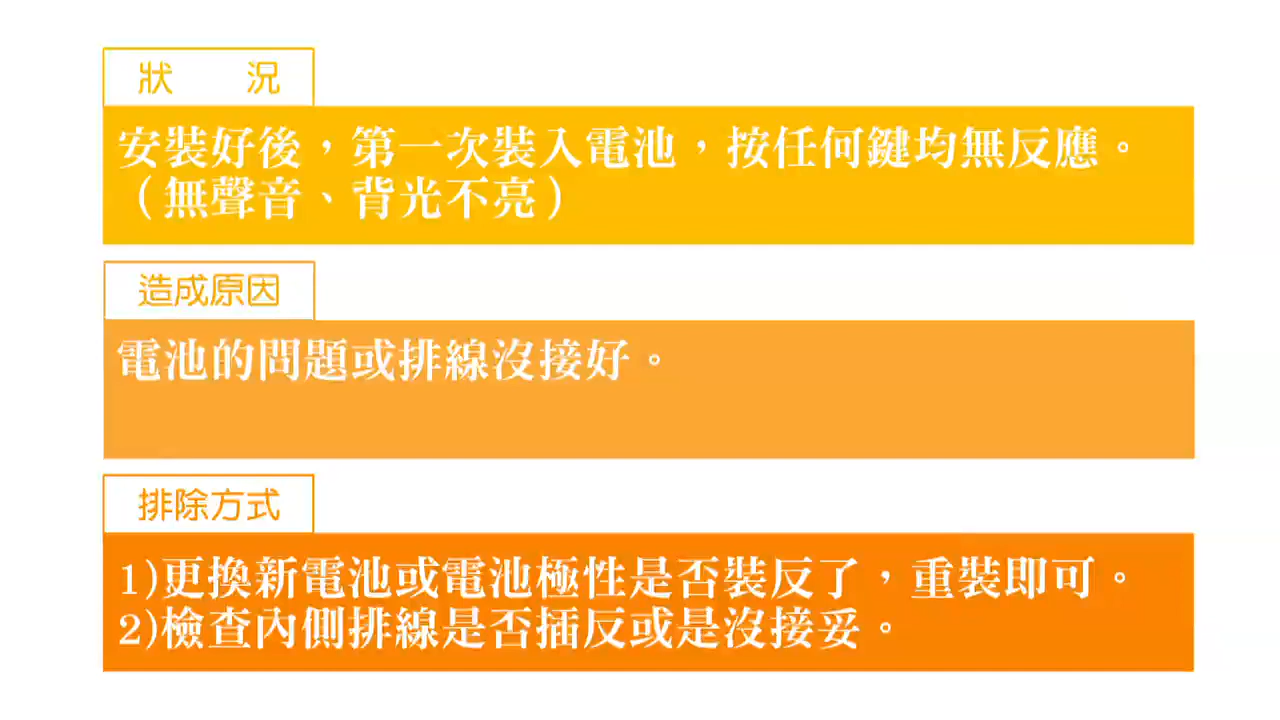 狀　　況
安裝好後，第一次裝入電池，按任何鍵均無反應。
（無聲音、背光不亮）
造成原因
電池的問題或排線沒接好。
排除方式
1)更換新電池或電池極性是否裝反了，重裝即可。
2)檢查內側排線是否插反或是沒接妥。